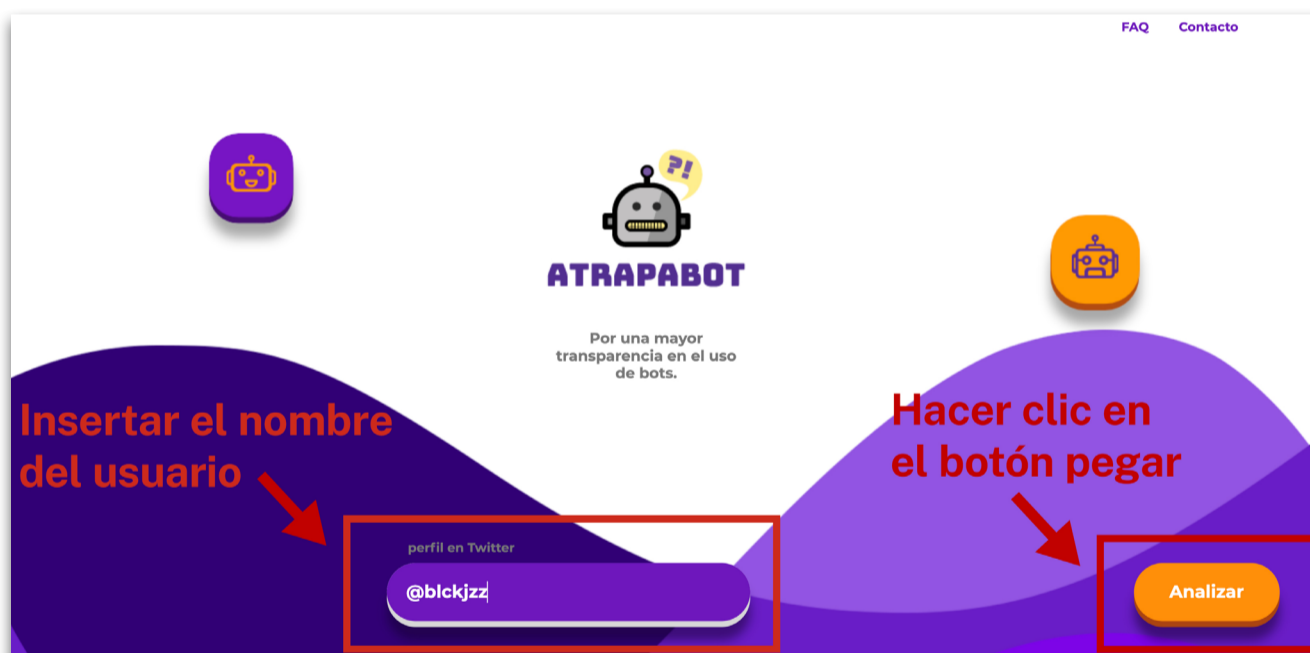 FAQ Contacto
?!
ATRAPABOT
Por una mayor
transparencia en el uso
de bots.
Insertar el nombre
del usuario
Hacer clic en
el botón pegar
perfil en Twitter
@blckjzz
Analizar